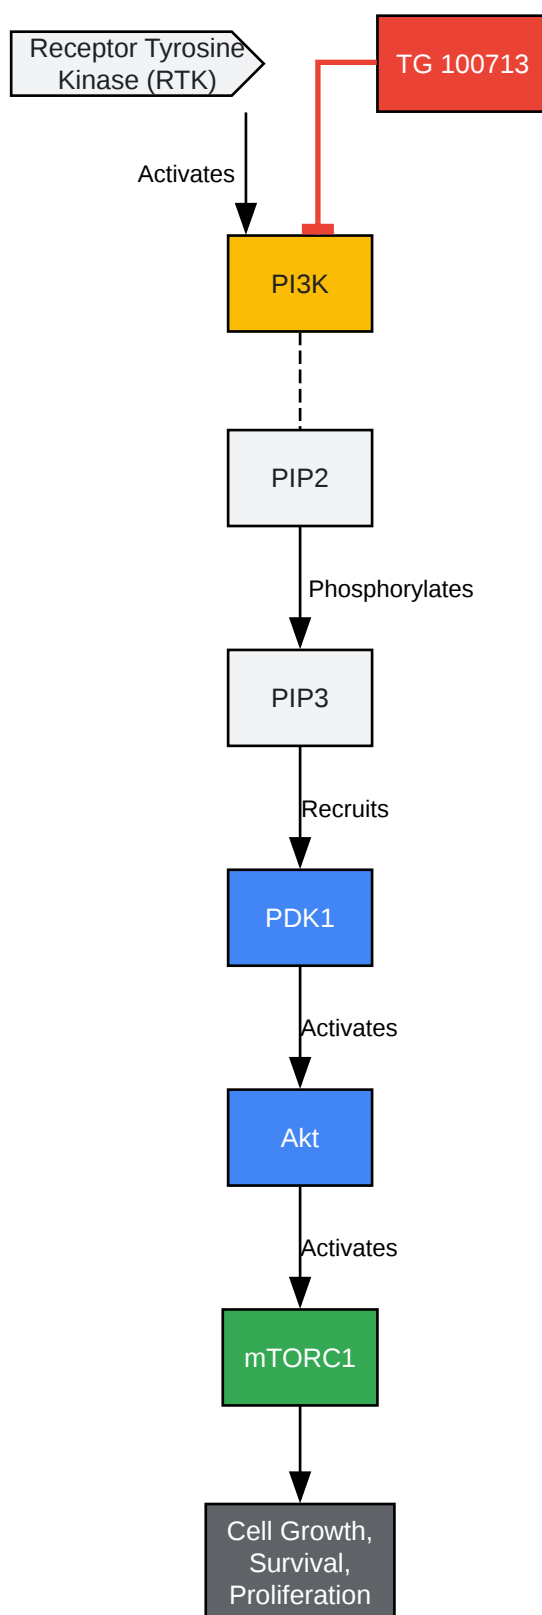 Receptor Tyrosine
Kinase (RTK)
TG 100713
Activates
PI3K
PIP2
Phosphorylates
PIP3
Recruits
PDK1
Activates
Akt
Activates
mTORC1
Cell Growth,
Survival,
Proliferation